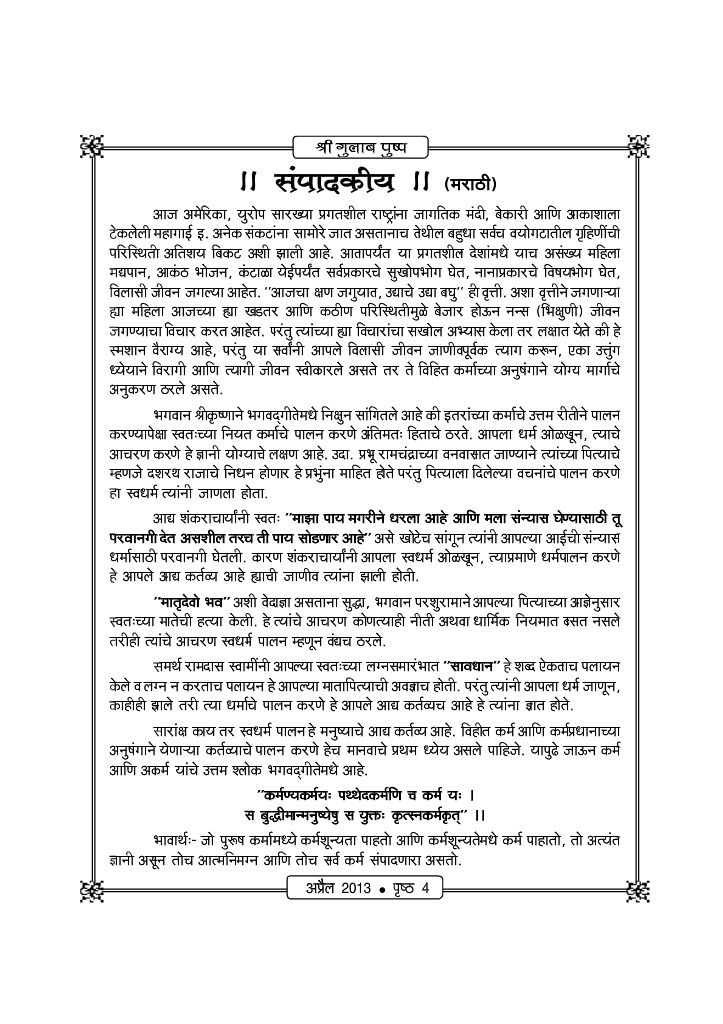 श्री गुलाब पुष्प
।। संपादकीय ।। (मराठी)
आज अमेरिका, युरोप सारख्या प्रगतशील राष्ट्रांना जागतिक मंदी, बेकारी आणि आकाशाला
टेकलेली महागाई इ. अनेक संकटांना सामोरे जात असतानाच तेथील बहुधा सर्वच वयोगटातील गृहिणींची
परिस्थिती अतिशय बिकट अशी झाली आहे. आतापर्यंत या प्रगतशील देशांमधे याच असंख्य महिला
मद्यपान, आकंठ भोजन, कंटाळा येईपर्यंत सर्वप्रकारचे सुखोपभोग घेत, नानाप्रकारचे विषयभोग घेत,
विलासी जीवन जगल्या आहेत. "आजचा क्षण जगुयात, उद्याचे उद्या बघु" ही वृत्ती. अशा वृत्तीने जगणाऱ्या
ह्या महिला आजच्या ह्या खडतर आणि कठीण परिस्थितीमुळे बेजार होऊन नन्स (भिक्षुणी) जीवन
जगण्याचा विचार करत आहेत. परंतु त्यांच्या ह्या विचारांचा सखोल अभ्यास केला तर लक्षात येते की हे
स्मशान वैराग्य आहे, परंतु या सर्वांनी आपले विलासी जीवन जाणीवपूर्वक त्याग करून, एका उत्तुंग
ध्येयाने विरागी आणि त्यागी जीवन स्वीकारले असते तर ते विहित कर्माच्या अनुषंगाने योग्य मार्गाचे
अनुकरण ठरले असते.
भगवान श्रीकृष्णाने भगवद्‌गीतेमधे निक्षुन सांगितले आहे की इतरांच्या कर्माचे उत्तम रीतीने पालन
करण्यापेक्षा स्वतःच्या नियत कर्माचे पालन करणे अंतिमतः हिताचे ठरते. आपला धर्म ओळखून, त्याचे
आचरण करणे हे ज्ञानी योग्याचे लक्षण आहे. उदा. प्रभू रामचंद्राच्या वनवासात जाण्याने त्यांच्या पित्याचे
म्हणजे दशरथ राजाचे निधन होणार हे प्रभुंना माहित होते परंतु पित्याला दिलेल्या वचनांचे पालन करणे
हा स्वधर्म त्यांनी जाणला होता.
आद्य शंकराचार्यांनी स्वतः "माझा पाय मगरीने धरला आहे आणि मला संन्यास घेण्यासाठी तू
परवानगी देत असशील तरच ती पाय सोडणार आहे" असे खोटेच सांगून त्यांनी आपल्या आईची संन्यास
धर्मासाठी परवानगी घेतली. कारण शंकराचार्यांनी आपला स्वधर्म ओळखून, त्याप्रमाणे धर्मपालन करणे
हे आपले आद्य कर्तव्य आहे ह्याची जाणीव त्यांना झाली होती.
"मातृदेवो भव" अशी वेदाज्ञा असताना सुद्धा, भगवान परशुरामाने आपल्या पित्याच्या आज्ञेनुसार
स्वतःच्या मातेची हत्या केली. हे त्यांचे आचरण कोणत्याही नीती अथवा धार्मिक नियमात बसत नसले
तरीही त्यांचे आचरण स्वधर्म पालन म्हणून वंद्यच ठरले.
समर्थ रामदास स्वामींनी आपल्या स्वतःच्या लग्नसमारंभात "सावधान" हे शब्द ऐकताच पलायन
केले व लग्न न करताच पलायन हे आपल्या मातापित्याची अवज्ञाच होती. परंतु त्यांनी आपला धर्म जाणून,
काहीही झाले तरी त्या धर्माचे पालन करणे हे आपले आद्य कर्तव्यच आहे हे त्यांना ज्ञात होते.
सारांक्ष काय तर स्वधर्म पालन हे मनुष्याचे आद्य कर्तव्य आहे. विहीत कर्म आणि कर्मप्रधानाच्या
अनुषंगाने येणाऱ्या कर्तव्याचे पालन करणे हेच मानवाचे प्रथम ध्येय असले पाहिजे. यापुढे जाऊन कर्म
आणि अकर्म यांचे उत्तम श्लोक भगवद्‌गीतेमधे आहे.
"कर्मण्यकर्मयः पथ्येदकर्मणि च कर्म यः ।
स बुद्धीमान्मनुष्येषु स युक्तः कृत्स्नकर्मकृत्" ।।
भावार्थः- जो पुरूष कर्मामध्ये कर्मशून्यता पाहतो आणि कर्मशून्यतेमधे कर्म पाहातो, तो अत्यंत
ज्ञानी असून तोच आत्मनिमग्न आणि तोच सर्व कर्म संपादणारा असतो.
अप्रैल 2013 ● पृष्ठ 4